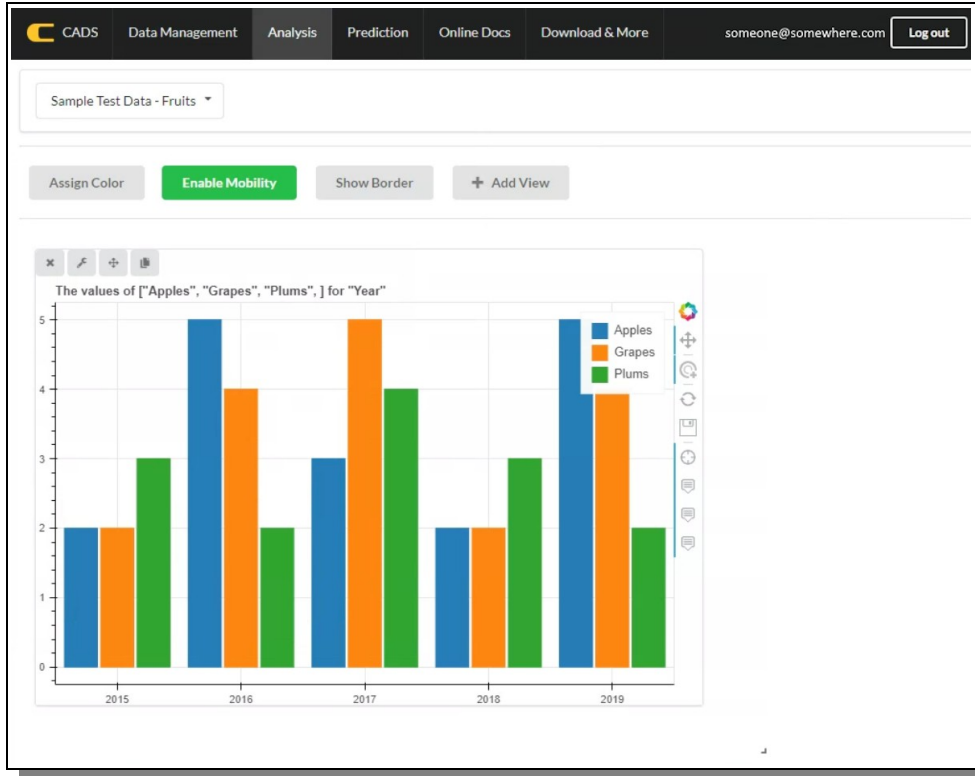 CADS Data Management Analysis Prediction Online Docs Download & More someone@somewhere.com Log out
Sample Test Data - Fruits
Assign Color Enable Mobility Show Border + Add View
The values of ["Apples", "Grapes", "Plums", ] for "Year"
Apples
Grapes
Plums
5
4
3
2
1
0
2015 2016 2017 2018 2019